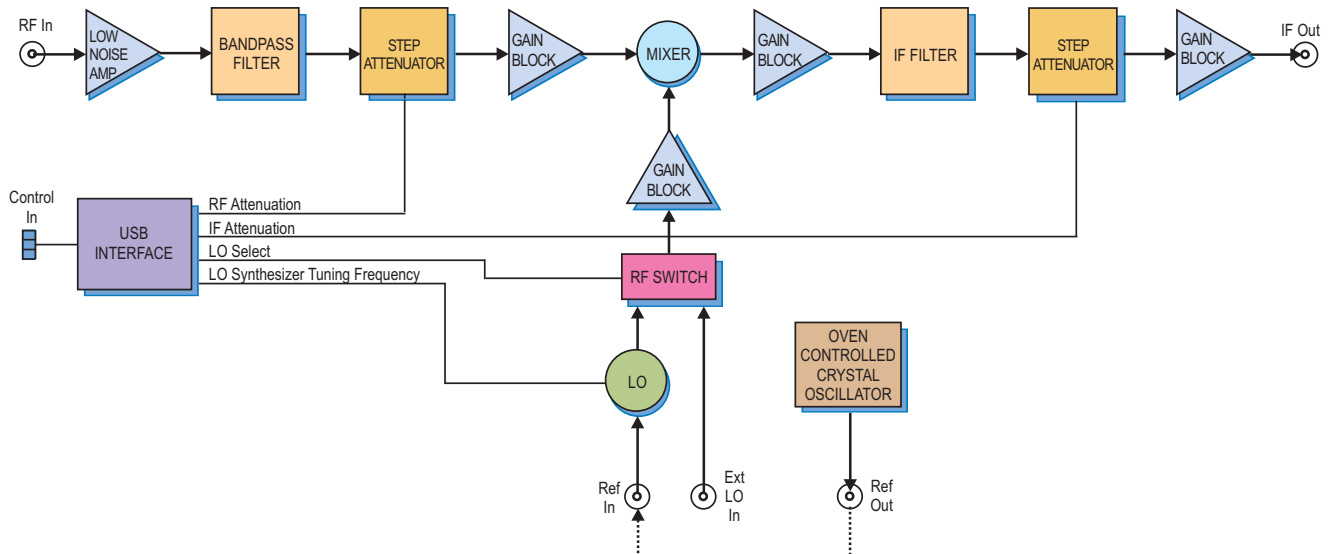 RF In
LOW
NOISE
AMP
BANDPASS
FILTER
STEP
ATTENUATOR
GAIN
BLOCK
MIXER
GAIN
BLOCK
IF FILTER
STEP
ATTENUATOR
GAIN
BLOCK
IF Out
GAIN
BLOCK
Control
In
USB
INTERFACE
RF Attenuation
IF Attenuation
LO Select
LO Synthesizer Tuning Frequency
RF SWITCH
LO
OVEN
CONTROLLED
CRYSTAL
OSCILLATOR
Ref
In
Ext
LO
In
Ref
Out